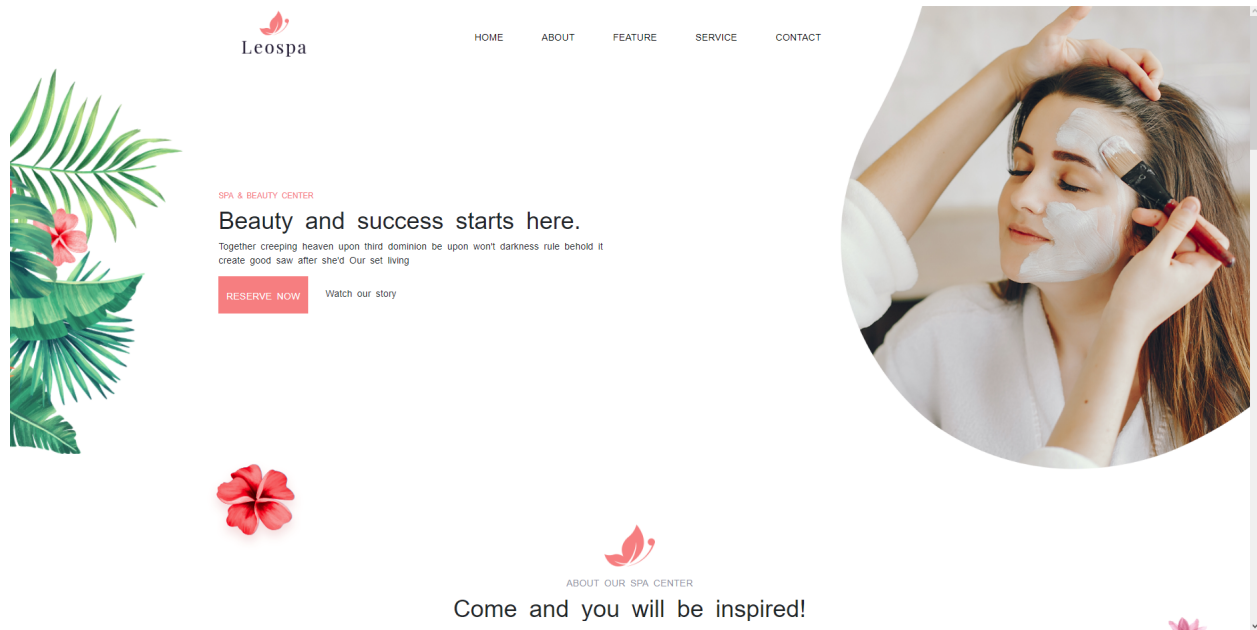 Leospa
HOME ABOUT FEATURE SERVICE CONTACT
SPA & BEAUTY CENTER
Beauty and success starts here.
Together creeping heaven upon third dominion be upon won't darkness rule behold it
create good saw after she'd Our set living
RESERVE NOW Watch our story
ABOUT OUR SPA CENTER
Come and you will be inspired!